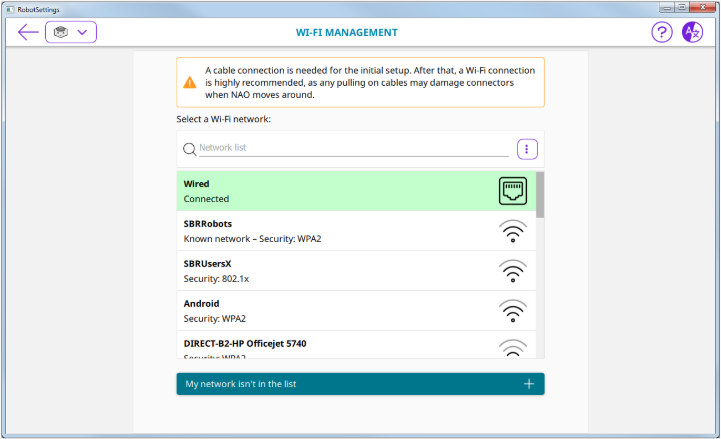 RobotSettings
WI-FI MANAGEMENT
?
A cable connection is needed for the initial setup. After that, a Wi-Fi connection
is highly recommended, as any pulling on cables may damage connectors
when NAO moves around.
Select a Wi-Fi network:
Network list
Wired
Connected
SBRRobots
Known network – Security: WPA2
SBRUsersX
Security: 802.1x
Android
Security: WPA2
DIRECT-B2-HP Officejet 5740
Security: WPA2
My network isn't in the list